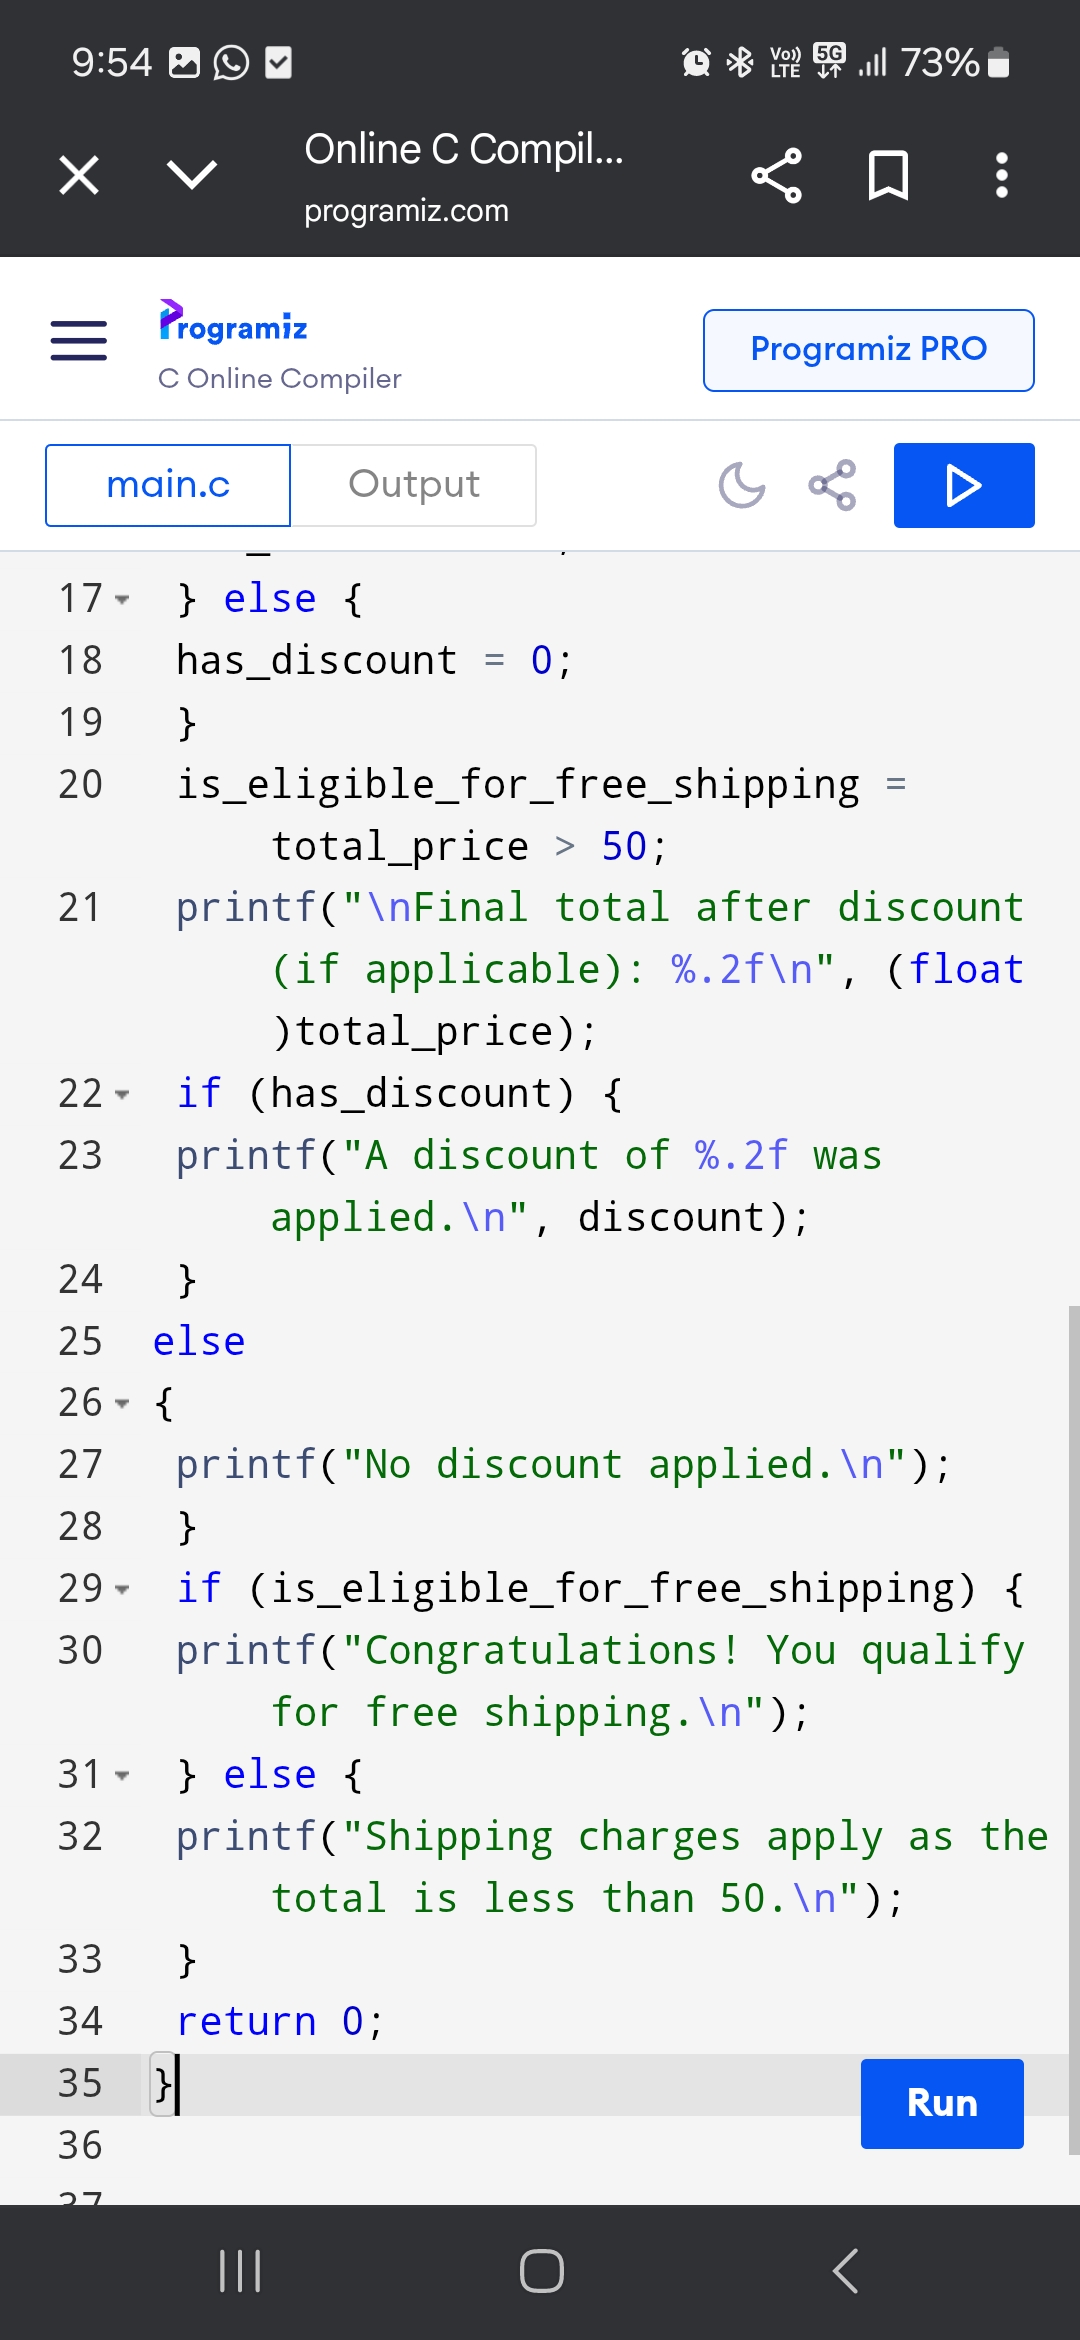 9:54
Vo)) LTE 5G 73%
Online C Compil...
programiz.com
Programiz
C Online Compiler
Programiz PRO
main.c Output
17 } else {
18 has_discount = 0;
19 }
20 is_eligible_for_free_shipping =
total_price > 50;
21 printf("\nFinal total after discount
(if applicable): %.2f\n", (float
)total_price);
22 if (has_discount) {
23 printf("A discount of %.2f was
applied.\n", discount);
24 }
25 else
26 {
27 printf("No discount applied.\n");
28 }
29 if (is_eligible_for_free_shipping) {
30 printf("Congratulations! You qualify
for free shipping.\n");
31 } else {
32 printf("Shipping charges apply as the
total is less than 50.\n");
33 }
34 return 0;
35 }
Run
36
37